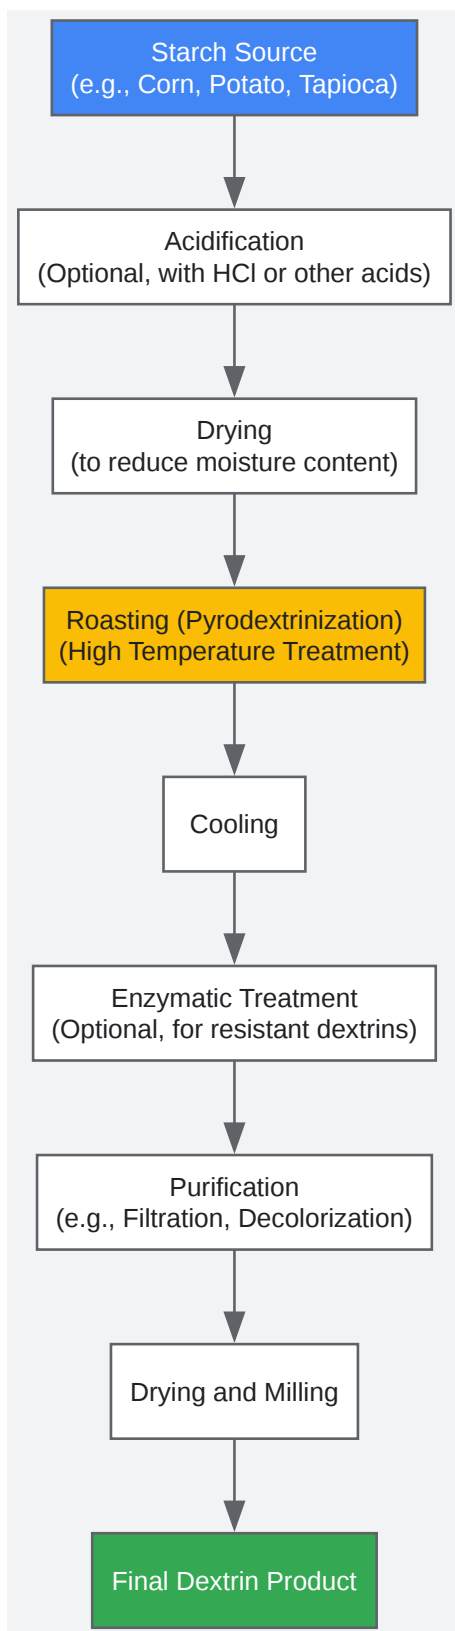 Starch Source
(e.g., Corn, Potato, Tapioca)
Acidification
(Optional, with HCl or other acids)
Drying
(to reduce moisture content)
Roasting (Pyrodextrinization)
(High Temperature Treatment)
Cooling
Enzymatic Treatment
(Optional, for resistant dextrins)
Purification
(e.g., Filtration, Decolorization)
Drying and Milling
Final Dextrin Product